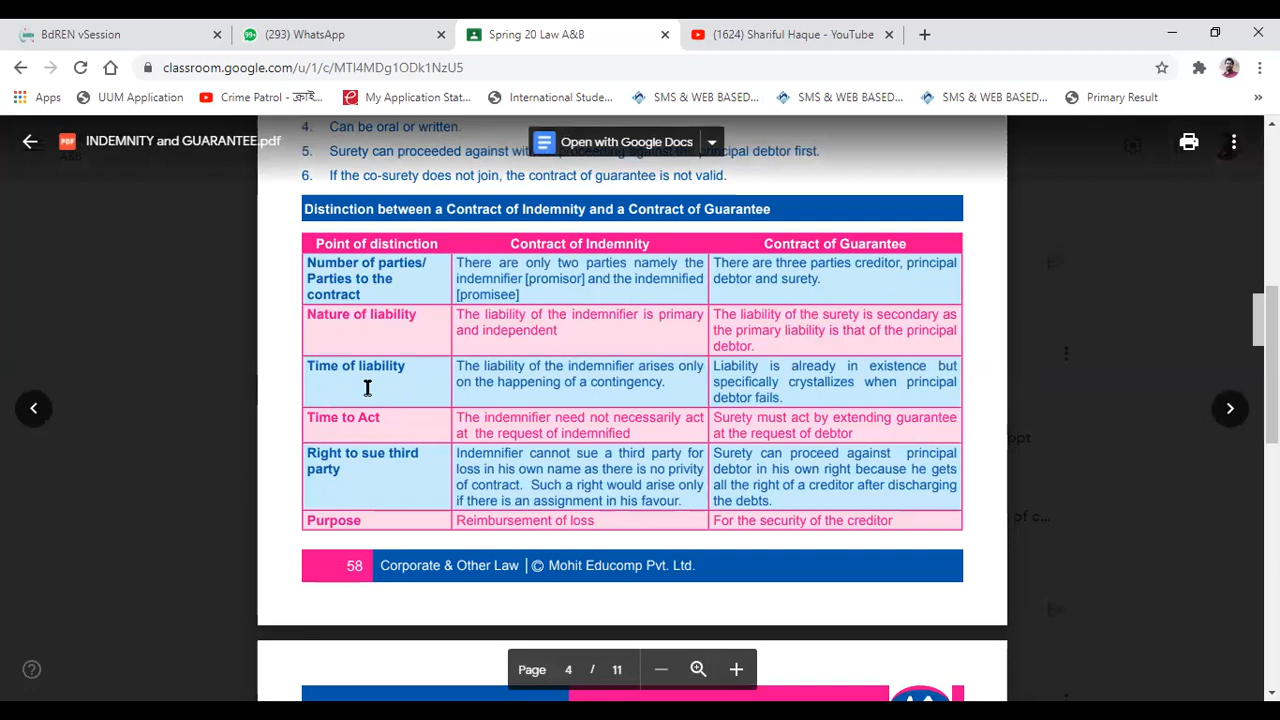 BdREN vSession
(293) WhatsApp
Spring 20 Law A&B
(1624) Shariful Haque - YouTube
classroom.google.com/u/1/c/MTI4MDg1ODk1NzU5
Apps
UUM Application
Crime Patrol - ক্রাই...
My Application Stat...
International Stude...
SMS & WEB BASED...
SMS & WEB BASED...
SMS & WEB BASED...
Primary Result
»
4. Can be oral or written.
PDF
INDEMNITY and GUARANTEE.pdf
Open with Google Docs
5. Surety can proceeded against principal debtor first.
6. If the co-surety does not join, the contract of guarantee is not valid.
Distinction between a Contract of Indemnity and a Contract of Guarantee
Point of distinction Contract of Indemnity Contract of Guarantee
Number of parties/
Parties to the
contract
There are only two parties namely the
indemnifier [promisor] and the indemnified
[promisee]
There are three parties creditor, principal
debtor and surety.
Nature of liability
The liability of the indemnifier is primary
and independent
The liability of the surety is secondary as
the primary liability is that of the principal
debtor.
Time of liability
The liability of the indemnifier arises only
on the happening of a contingency.
Liability is already in existence but
specifically crystallizes when principal
debtor fails.
Time to Act
The indemnifier need not necessarily act
at the request of indemnified
Surety must act by extending guarantee
at the request of debtor
Right to sue third
party
Indemnifier cannot sue a third party for
loss in his own name as there is no privity
of contract. Such a right would arise only
if there is an assignment in his favour.
Surety can proceed against principal
debtor in his own right because he gets
all the right of a creditor after discharging
the debts.
Purpose
Reimbursement of loss
For the security of the creditor
58 Corporate & Other Law | © Mohit Educomp Pvt. Ltd.
Page 4 / 11